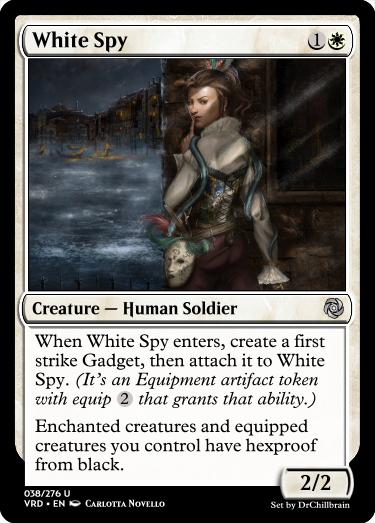 White Spy 1
Creature — Human Soldier
When White Spy enters, create a first
strike Gadget, then attach it to White
Spy. (It's an Equipment artifact token
with equip 2 that grants that ability.)
Enchanted creatures and equipped
creatures you control have hexproof
from black.
2/2
038/276 U
VRD • EN Carlotta Novello
Set by DrChillbrain